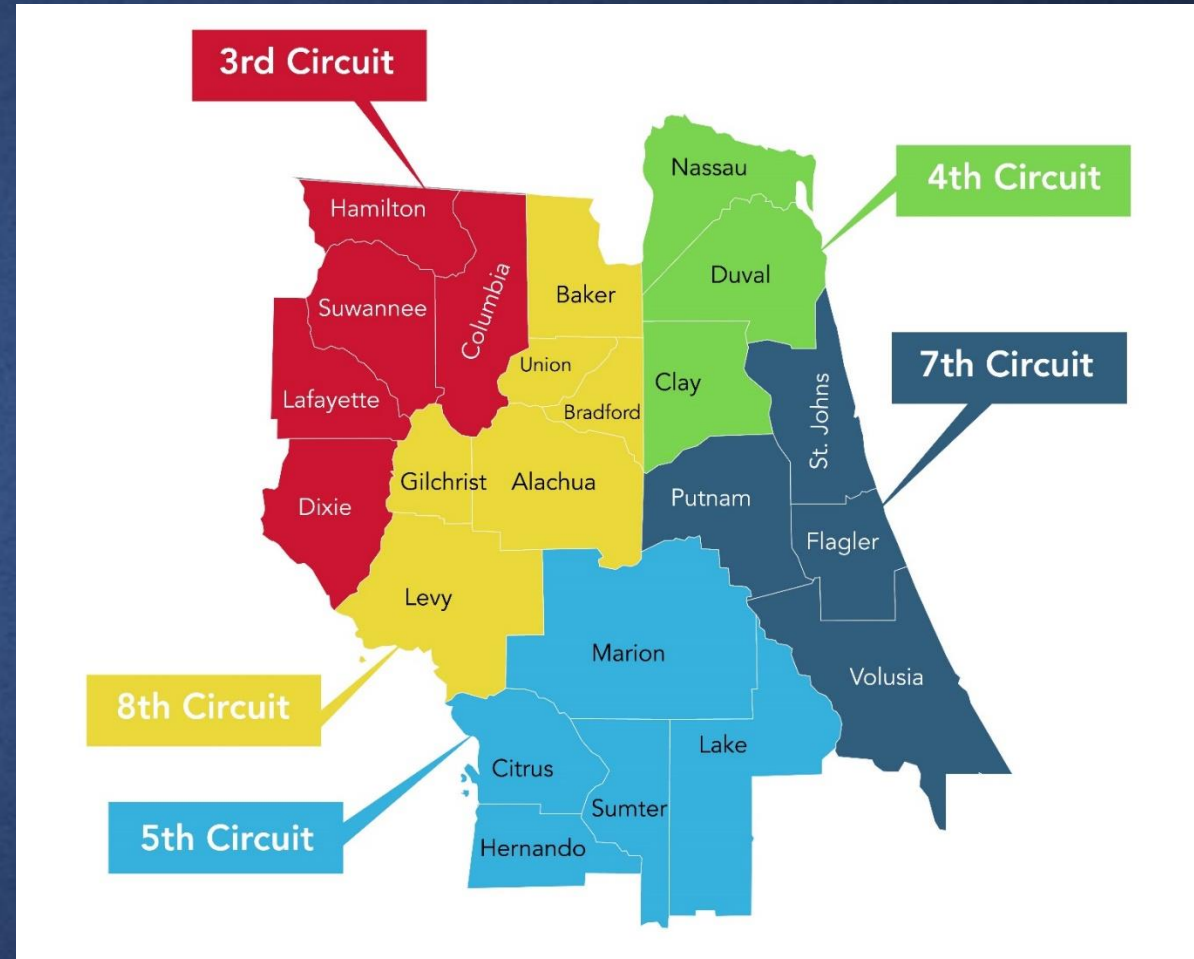 3rd Circuit
Nassau
4th Circuit
Hamilton
Columbia
Duval
Baker
Suwannee
7th Circuit
Union
Clay
Lafayette
Bradford
St. Johns
Gilchrist
Alachua
Putnam
Dixie
Flagler
Levy
Marion
Volusia
8th Circuit
Lake
Citrus
Sumter
5th Circuit
Hernando